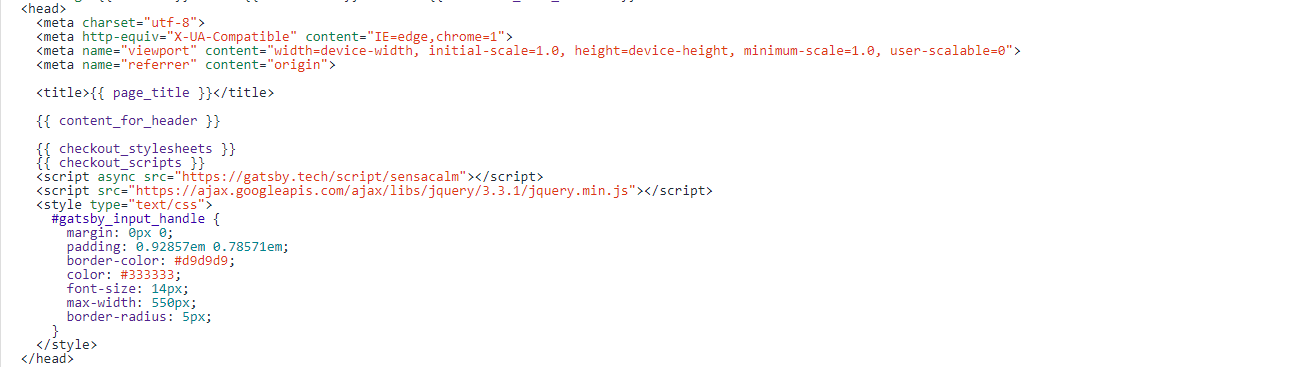 <head>
<meta charset="utf-8">
<meta http-equiv="X-UA-Compatible" content="IE=edge,chrome=1">
<meta name="viewport" content="width=device-width, initial-scale=1.0, height=device-height, minimum-scale=1.0, user-scalable=0">
<meta name="referrer" content="origin">
<title>{{ page_title }}</title>
{{ content_for_header }}
{{ checkout_stylesheets }}
{{ checkout_scripts }}
<script async src="https://gatsby.tech/script/sensacalm"></script>
<script src="https://ajax.googleapis.com/ajax/libs/jquery/3.3.1/jquery.min.js"></script>
<style type="text/css">
#gatsby_input_handle {
margin: 0px 0;
padding: 0.92857em 0.78571em;
border-color: #d9d9d9;
color: #333333;
font-size: 14px;
max-width: 550px;
border-radius: 5px;
}
</style>
</head>